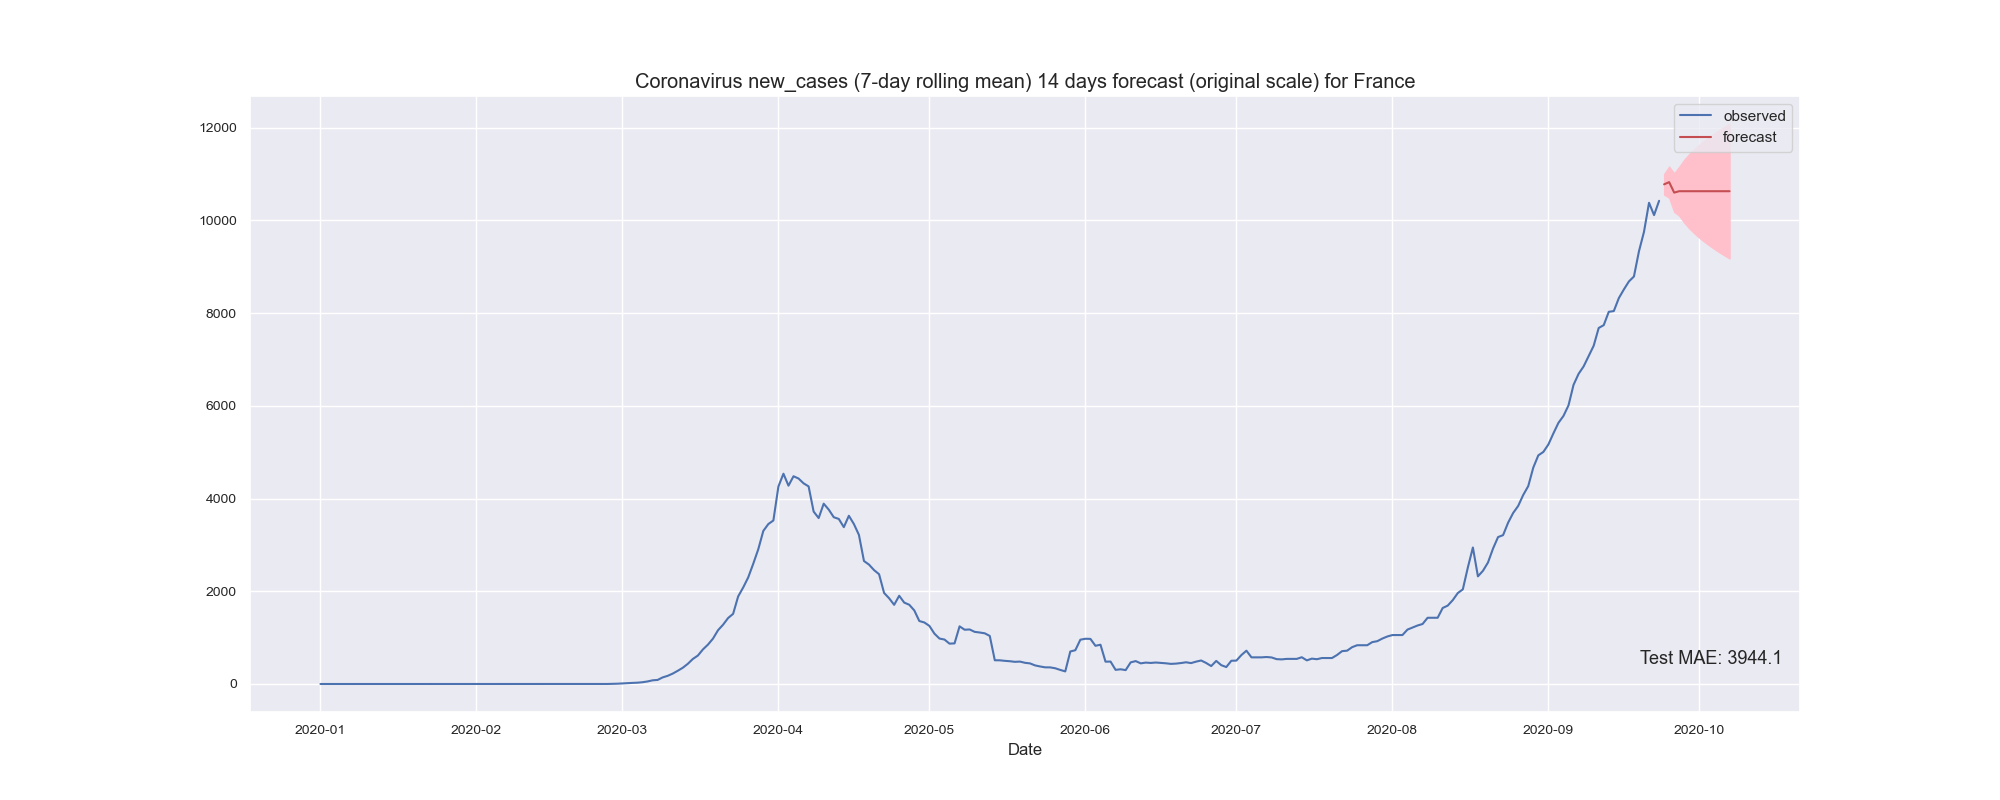 Coronavirus new_cases (7-day rolling mean) 14 days forecast (original scale) for France
observed
forecast
12000
10000
8000
6000
4000
2000
0
Test MAE: 3944.1
2020-01 2020-02 2020-03 2020-04 2020-05 2020-06 2020-07 2020-08 2020-09 2020-10
Date